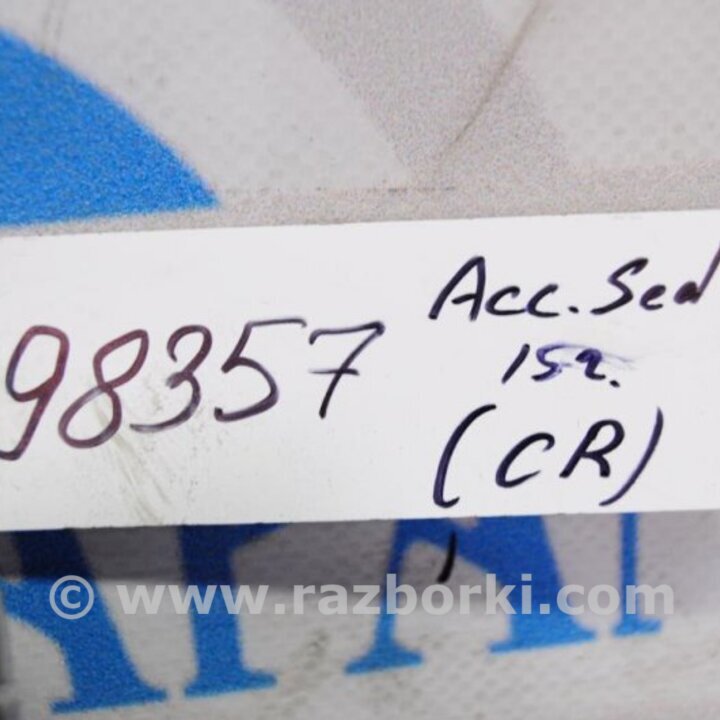 98357
Acc. Sed
15г.
(CR)
© www.razborki.com